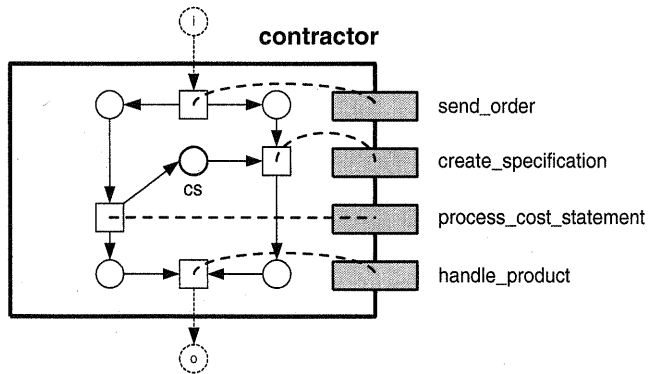 i
contractor
send_order
create_specification
cs
process_cost_statement
handle_product
o